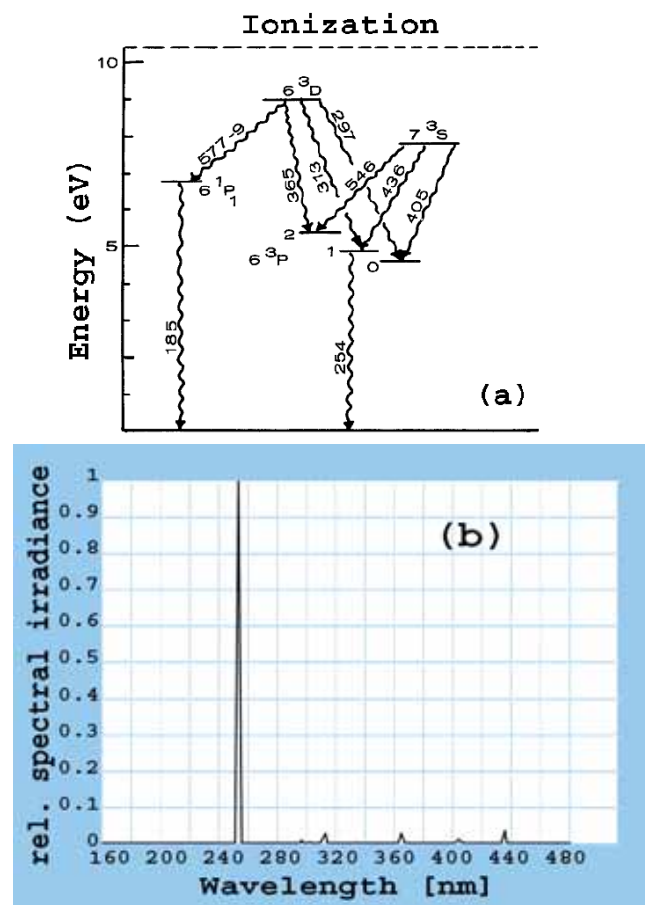 Ionization
10
6 ³D
7 ³S
577-9
297
6 ¹P₁
365
313
546
436
405
2
5
1
6 ³P
0
185
254
Energy (eV)
(a)
1
0.9
(b)
0.8
0.7
0.6
0.5
0.4
0.3
0.2
0.1
0
rel. spectral irradiance
160 200 240 280 320 360 400 440 480
Wavelength [nm]